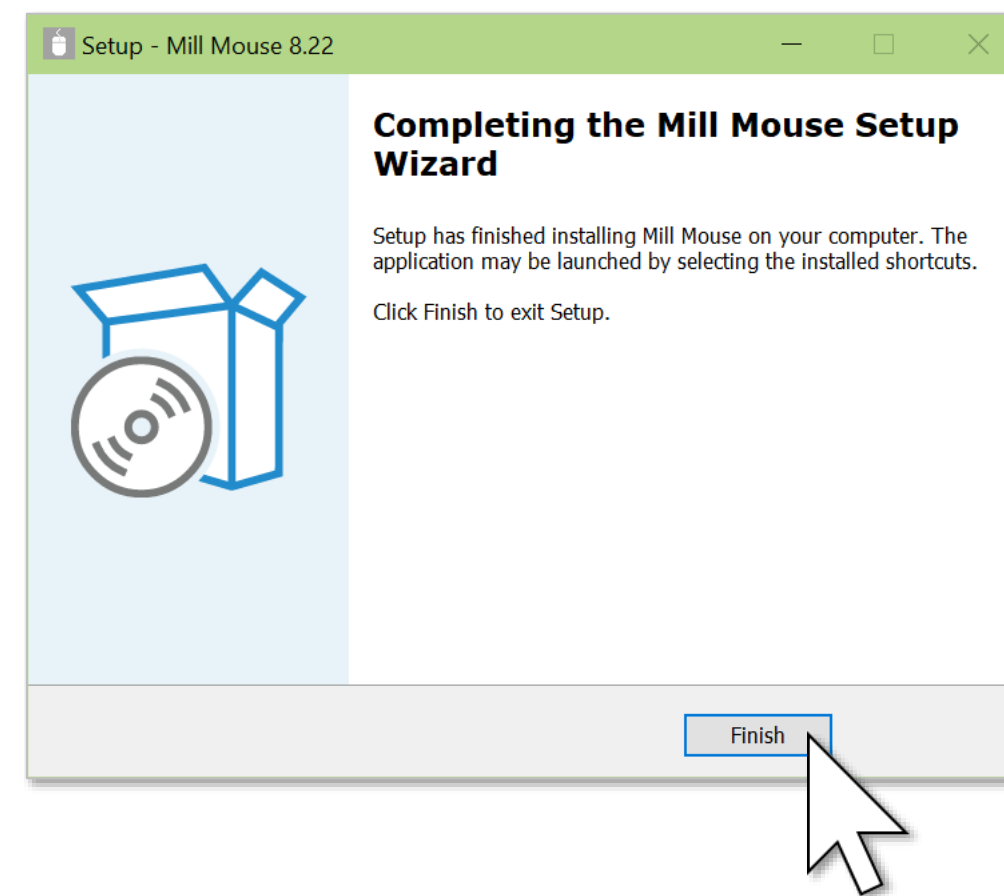 Setup - Mill Mouse 8.22
Completing the Mill Mouse Setup
Wizard
Setup has finished installing Mill Mouse on your computer. The
application may be launched by selecting the installed shortcuts.
Click Finish to exit Setup.
Finish